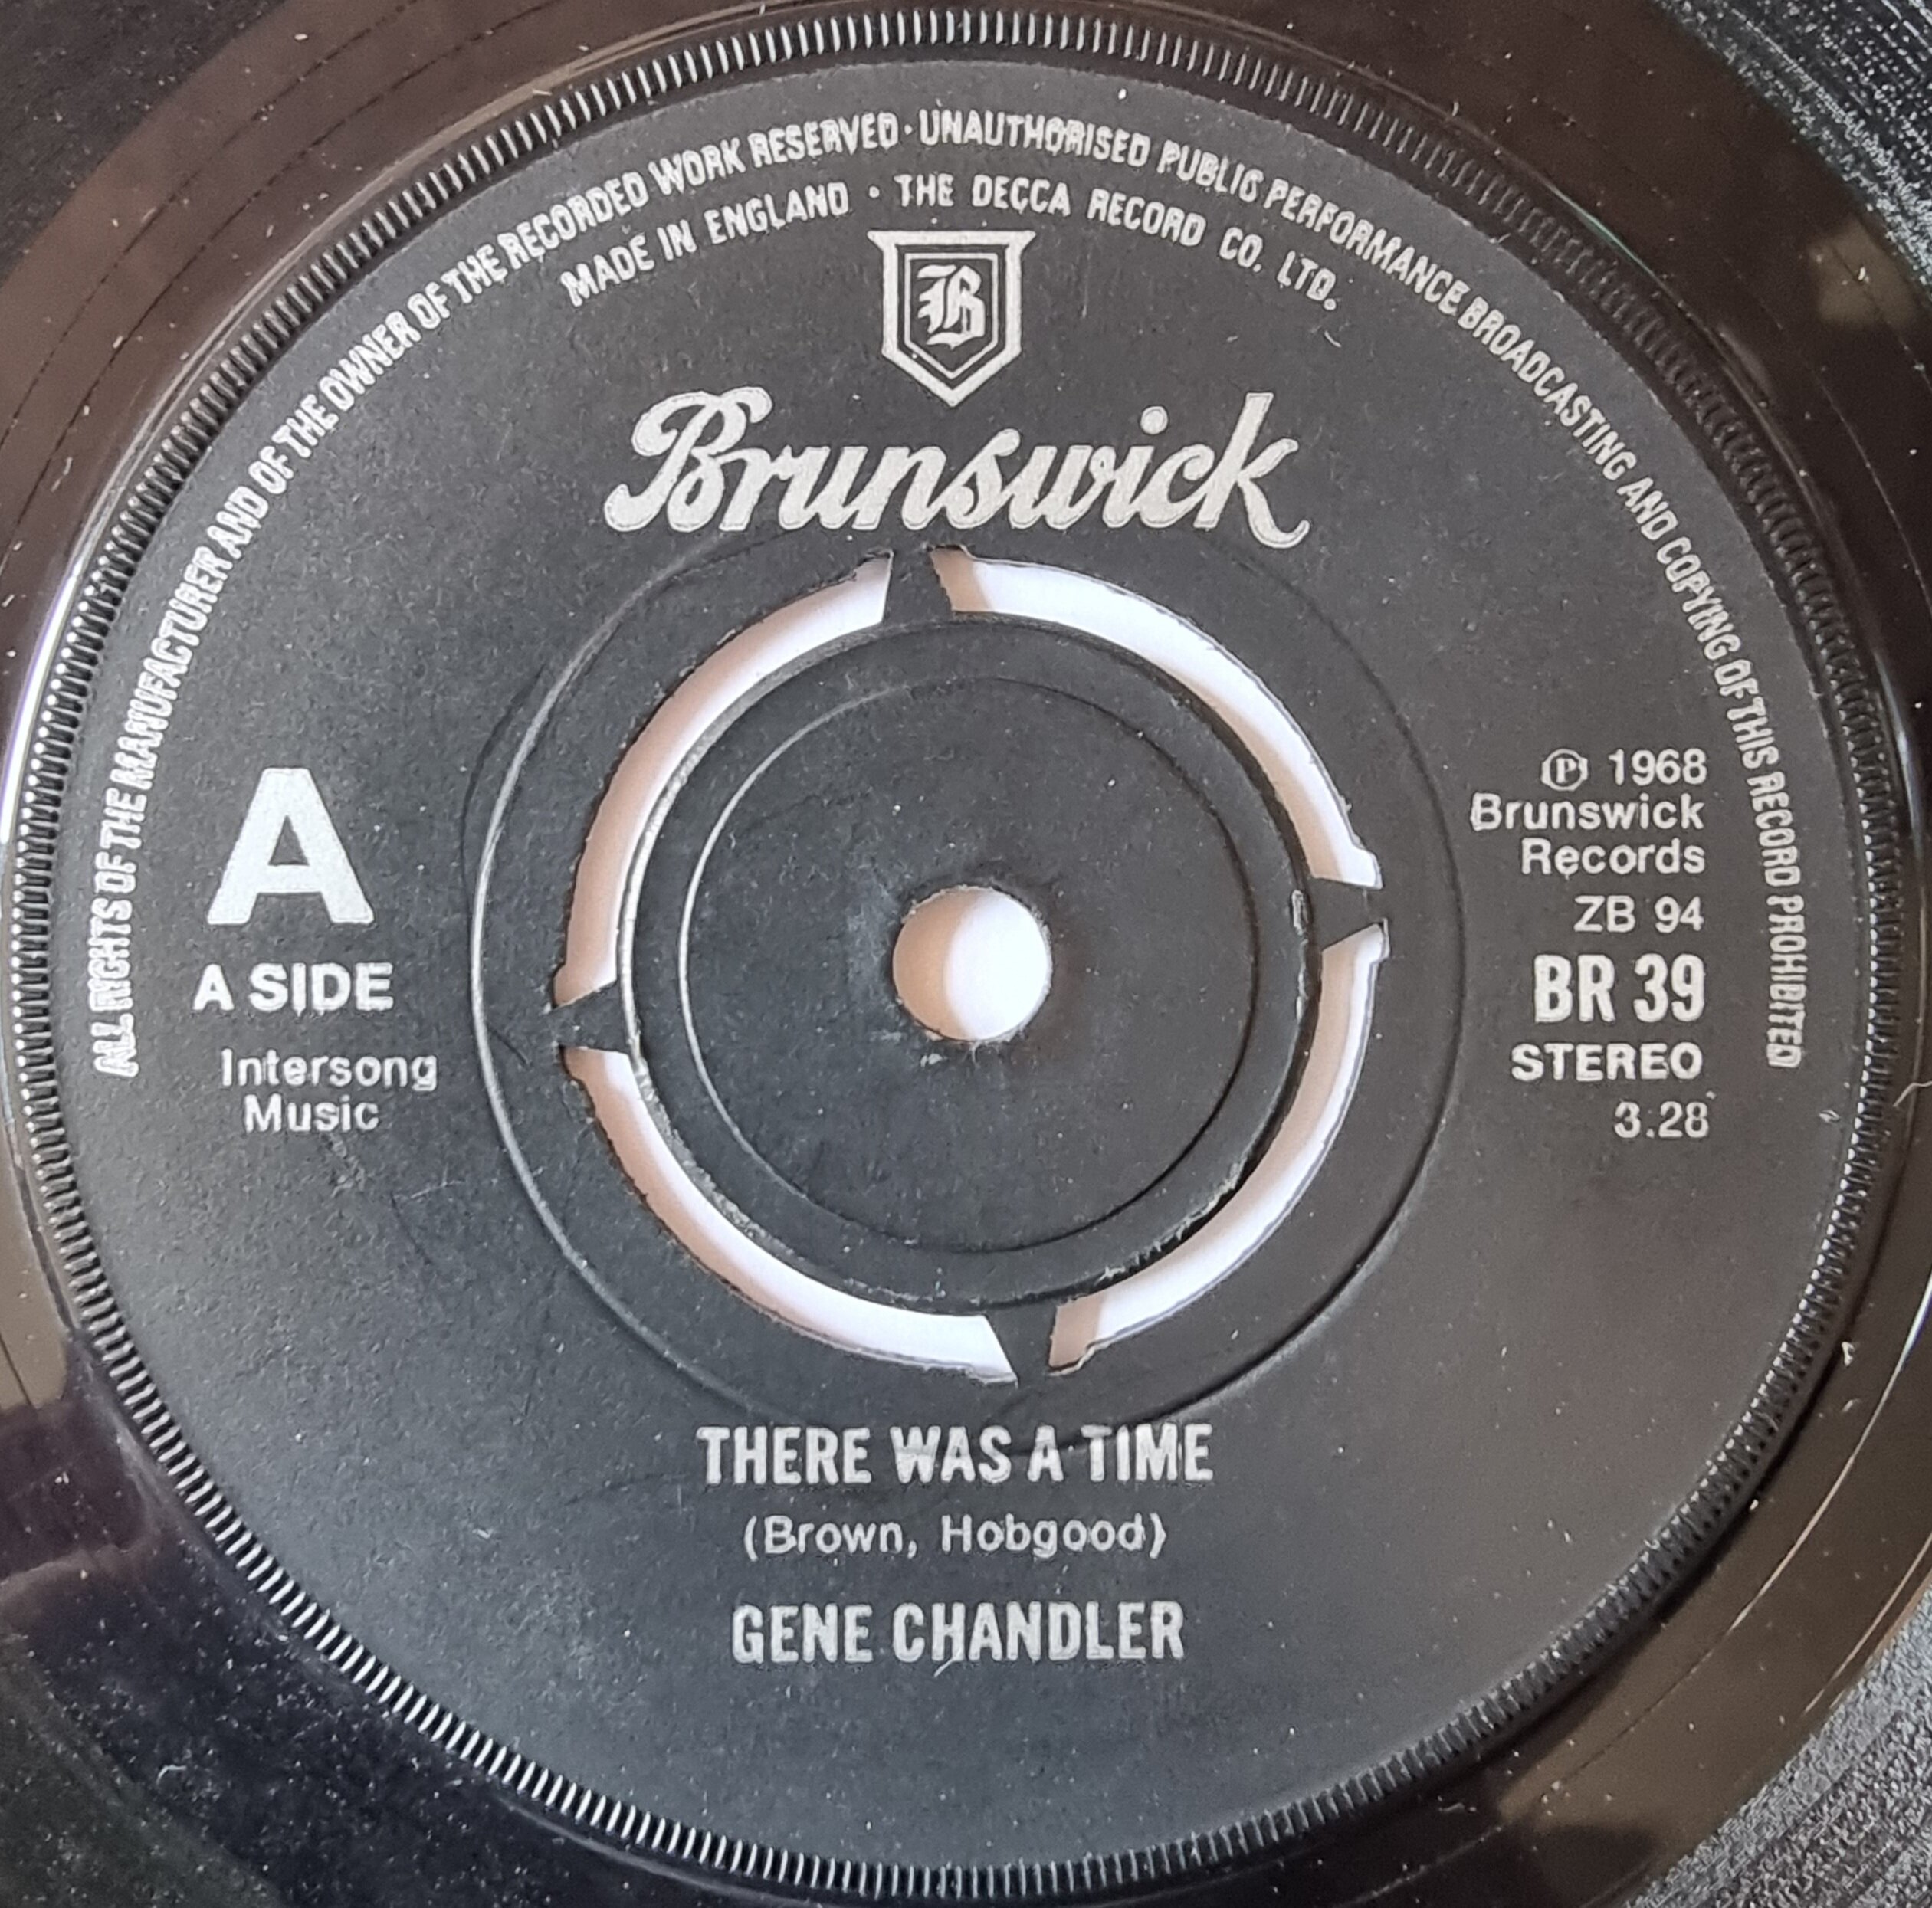 ALL RIGHTS OF THE MANUFACTURER AND OF THE OWNER OF THE RECORDED WORK RESERVED · UNAUTHORISED PUBLIC PERFORMANCE BROADCASTING AND COPYING OF THIS RECORD PROHIBITED
MADE IN ENGLAND · THE DECCA RECORD CO. LTD.
B
Brunswick
A
A SIDE
Intersong
Music
℗ 1968
Brunswick
Records
ZB 94
BR 39
STEREO
3.28
THERE WAS A TIME
(Brown, Hobgood)
GENE CHANDLER